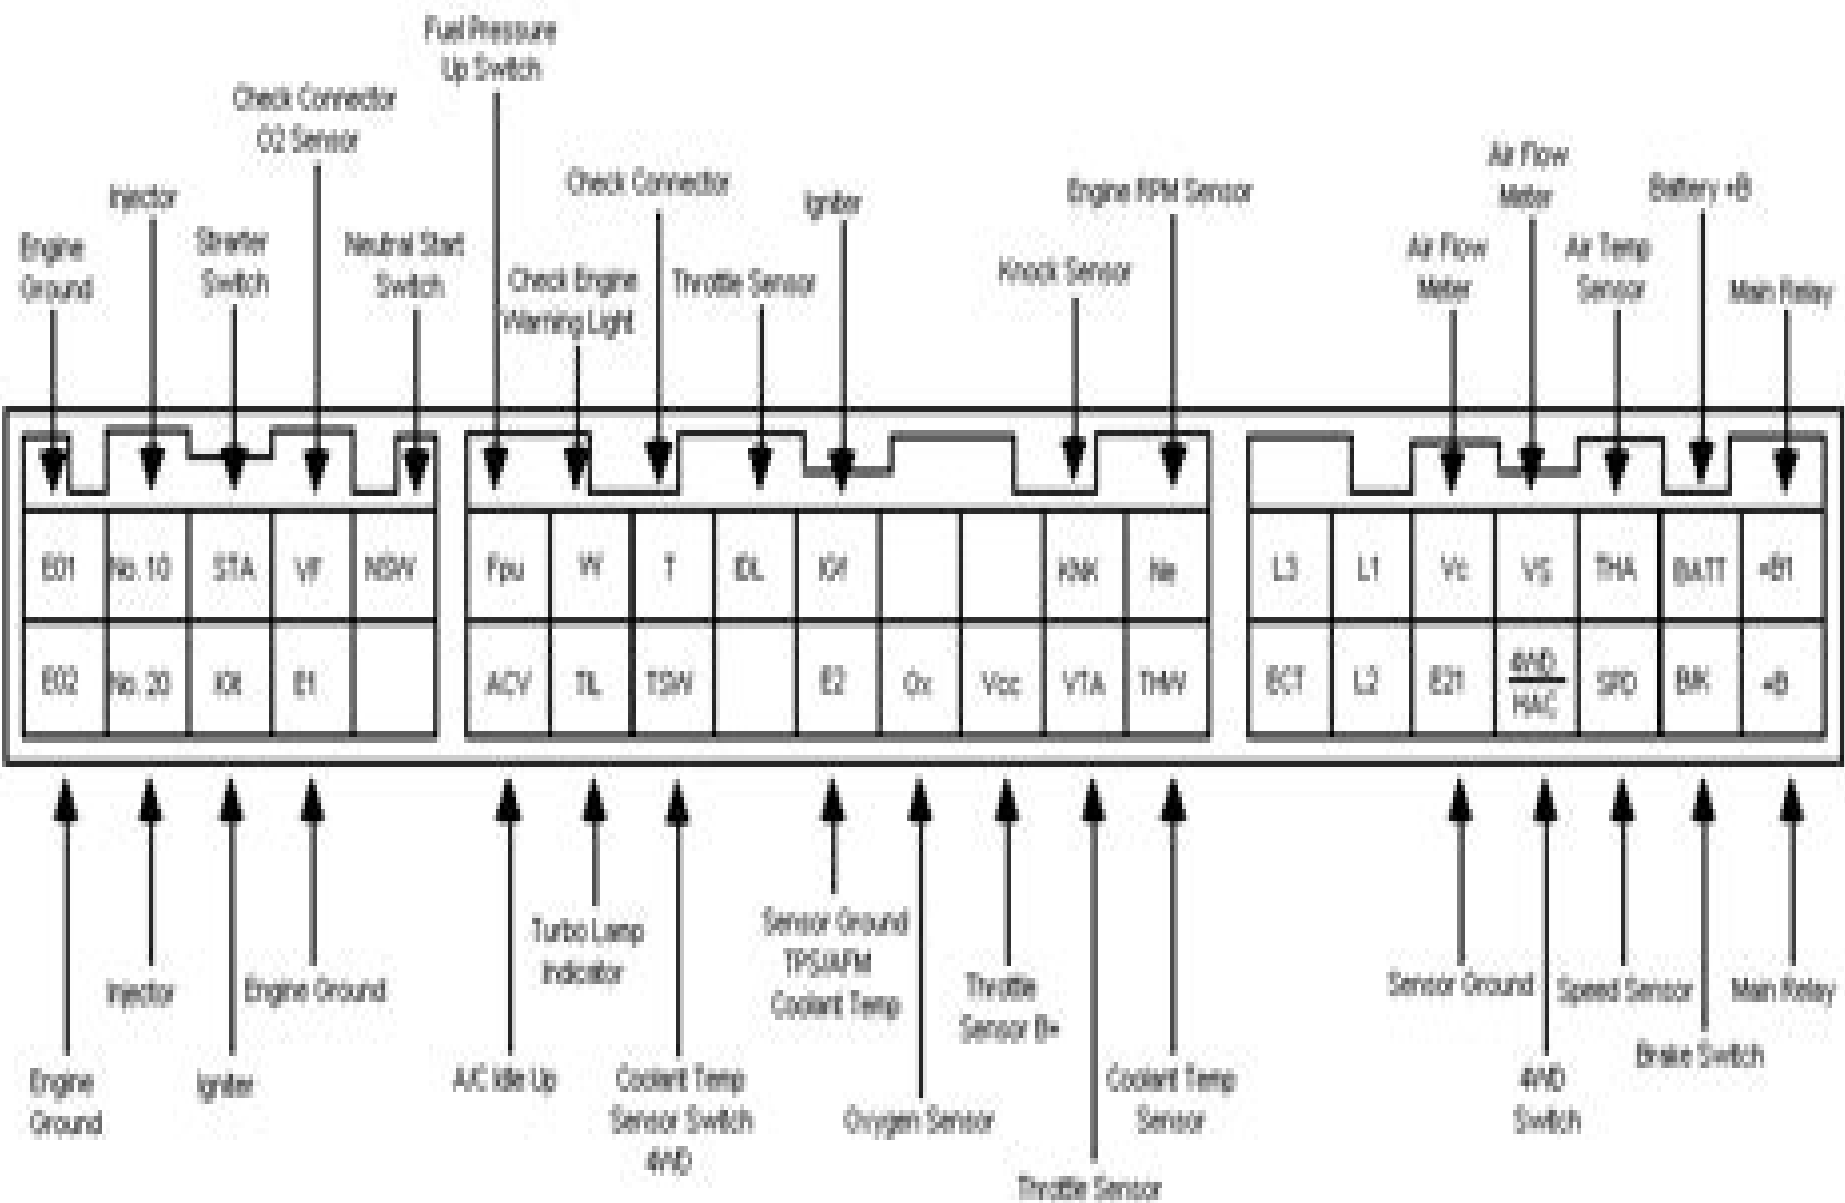 Fuel Pressure
Up Switch
Check Connector
O2 Sensor
Injector
Engine
Ground
Strarter
Switch
Neutral Start
Switch
Check Engine
Warning Light
Check Connector
Throttle Sensor
Igniter
Knock Sensor
Engine RPM Sensor
Air Flow
Meter
Air Flow
Meter
Air Temp
Sensor
Battery +B
Main Relay
E01 No. 10 STA VF NSW
E02 No. 20 E1
Fpu W T IDL KNK Ne
ACV TIL TSW E2 Ox Vcc VTA THW
L3 L1 Vc VS THA BATT +B1
ECT L2 E21 4WD SPD +B
HAC
Engine
Ground
Injector
Igniter
Engine Ground
A/C Idle Up
Turbo Lamp
Indicator
Coolant Temp
Sensor Switch
4WD
Sensor Ground
TPS/AFM
Coolant Temp
Oxygen Sensor
Throttle
Sensor B+
Throttle Sensor
Coolant Temp
Sensor
Sensor Ground
4WD
Switch
Speed Sensor
Brake Switch
Main Relay